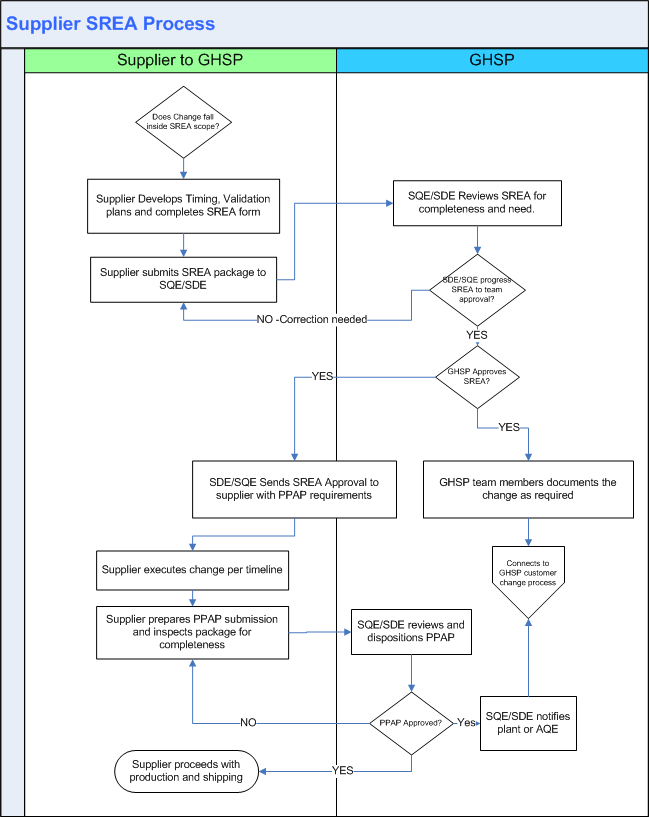 Supplier SREA Process
Supplier to GHSP
GHSP
Does Change fall
inside SREA scope?
Supplier Develops Timing, Validation
plans and completes SREA form
SQE/SDE Reviews SREA for
completeness and need.
Supplier submits SREA package to
SQE/SDE
SDE/SQE progress
SREA to team
approval?
NO -Correction needed
YES
GHSP Approves
SREA?
YES
YES
SDE/SQE Sends SREA Approval to
supplier with PPAP requirements
GHSP team members documents the
change as required
Supplier executes change per timeline
Connects to
GHSP customer
change process
Supplier prepares PPAP submission
and inspects package for
completeness
SQE/SDE reviews and
dispositions PPAP
NO
PPAP Approved?
Yes
SQE/SDE notifies
plant or AQE
Supplier proceeds with
production and shipping
YES